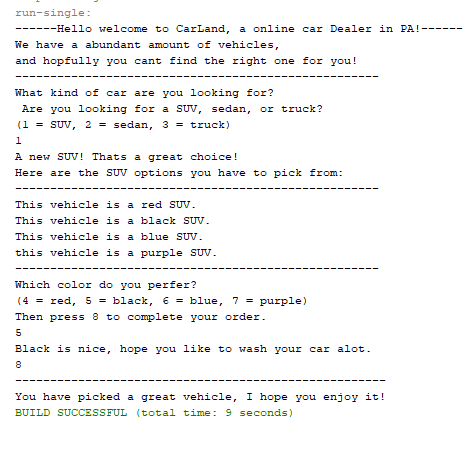 run-single:
------Hello welcome to CarLand, a online car Dealer in PA!------
We have a abundant amount of vehicles,
and hopfully you cant find the right one for you!
----------------------------------------------------
What kind of car are you looking for?
 Are you looking for a SUV, sedan, or truck?
(1 = SUV, 2 = sedan, 3 = truck)
1
A new SUV! Thats a great choice!
Here are the SUV options you have to pick from:
----------------------------------------------------
This vehicle is a red SUV.
This vehicle is a black SUV.
This vehicle is a blue SUV.
this vehicle is a purple SUV.
----------------------------------------------------
Which color do you perfer?
(4 = red, 5 = black, 6 = blue, 7 = purple)
Then press 8 to complete your order.
5
Black is nice, hope you like to wash your car alot.
8
-----------------------------------------------------
You have picked a great vehicle, I hope you enjoy it!
BUILD SUCCESSFUL (total time: 9 seconds)